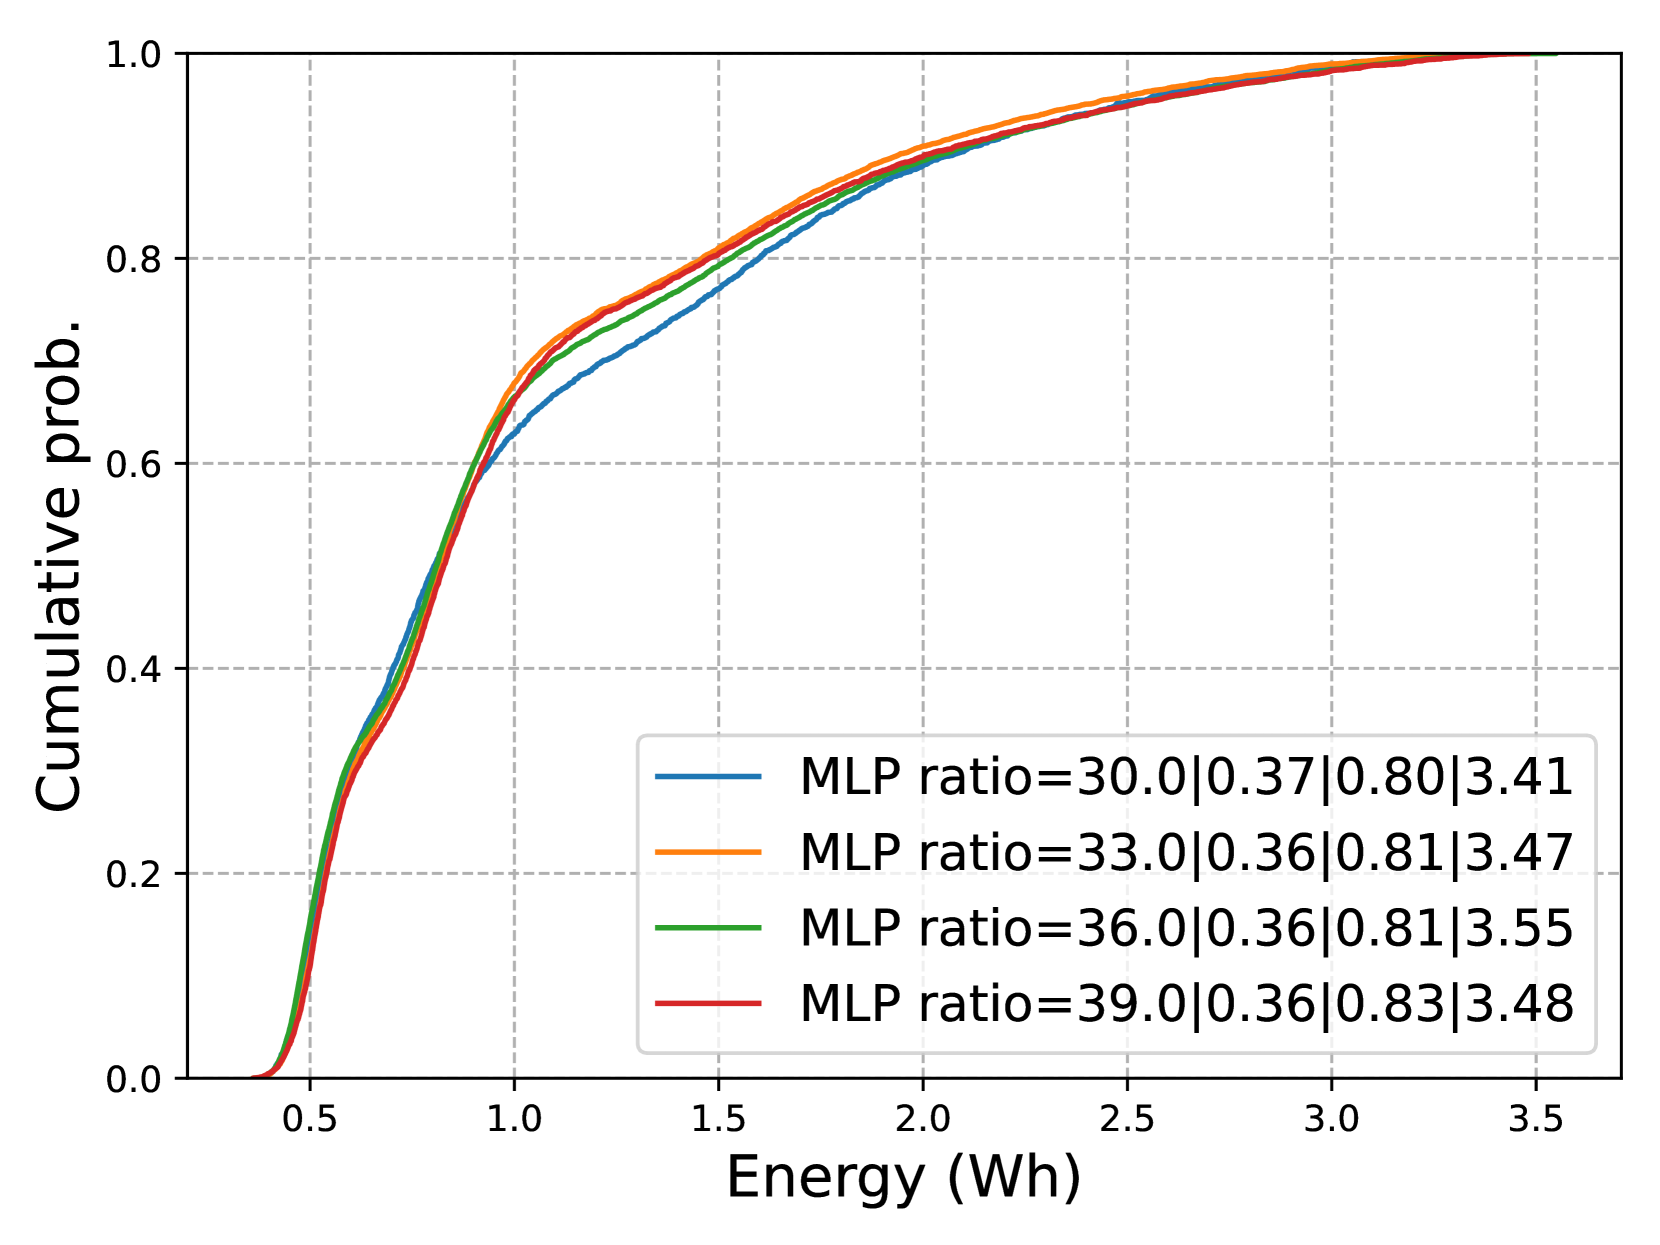 1.0
0.8
0.6
0.4
0.2
0.0
Cumulative prob.
MLP ratio=30.0|0.37|0.80|3.41
MLP ratio=33.0|0.36|0.81|3.47
MLP ratio=36.0|0.36|0.81|3.55
MLP ratio=39.0|0.36|0.83|3.48
0.5 1.0 1.5 2.0 2.5 3.0 3.5
Energy (Wh)